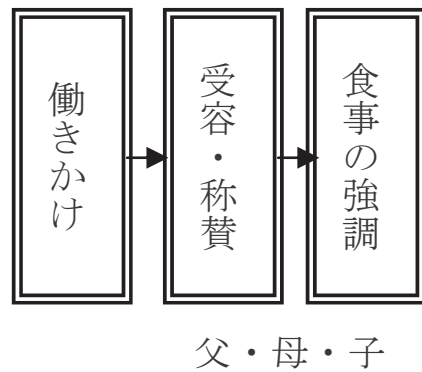 働きかけ
受容・称賛
食事の強調
父・母・子